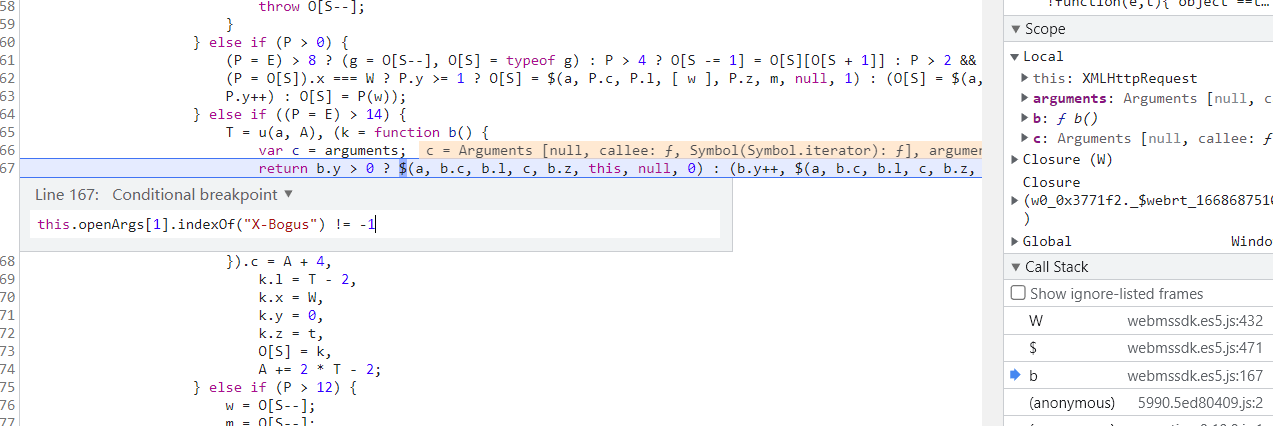 58 throw O[S--];
59 }
60 } else if (P > 0) {
61 (P = E) > 8 ? (g = O[S--], O[S] = typeof g) : P > 4 ? O[S -= 1] = O[S][O[S + 1]] : P > 2 &&
62 (P = O[S]).x === W ? P.y >= 1 ? O[S] = $(a, P.c, P.l, [ w ], P.z, m, null, 1) : (O[S] = $(a,
63 P.y++) : O[S] = P(w));
64 } else if ((P = E) > 14) {
65 T = u(a, A), (k = function b() {
66 var c = arguments; c = Arguments [null, callee: ƒ, Symbol(Symbol.iterator): ƒ], argumen
67 return b.y > 0 ? $(a, b.c, b.l, c, b.z, this, null, 0) : (b.y++, $(a, b.c, b.l, c, b.z,
Line 167: Conditional breakpoint ▼
this.openArgs[1].indexOf("X-Bogus") != -1
68 }).c = A + 4,
69 k.l = T - 2,
70 k.x = W,
71 k.y = 0,
72 k.z = t,
73 O[S] = k,
74 A += 2 * T - 2;
75 } else if (P > 12) {
76 w = O[S--];
77 m = O[S--];
!function(e,t){"object"==t…
▼ Scope
▼ Local
▶ this: XMLHttpRequest
▶ arguments: Arguments [null, c
▶ b: ƒ b()
▶ c: Arguments [null, callee: ƒ
▶ Closure (W)
Closure
▶ (w0_0x3771f2._$webrt_1668687510
)
▶ Global Windo
▼ Call Stack
Show ignore-listed frames
W webmssdk.es5.js:432
$ webmssdk.es5.js:471
b webmssdk.es5.js:167
(anonymous) 5990.5ed80409.js:2